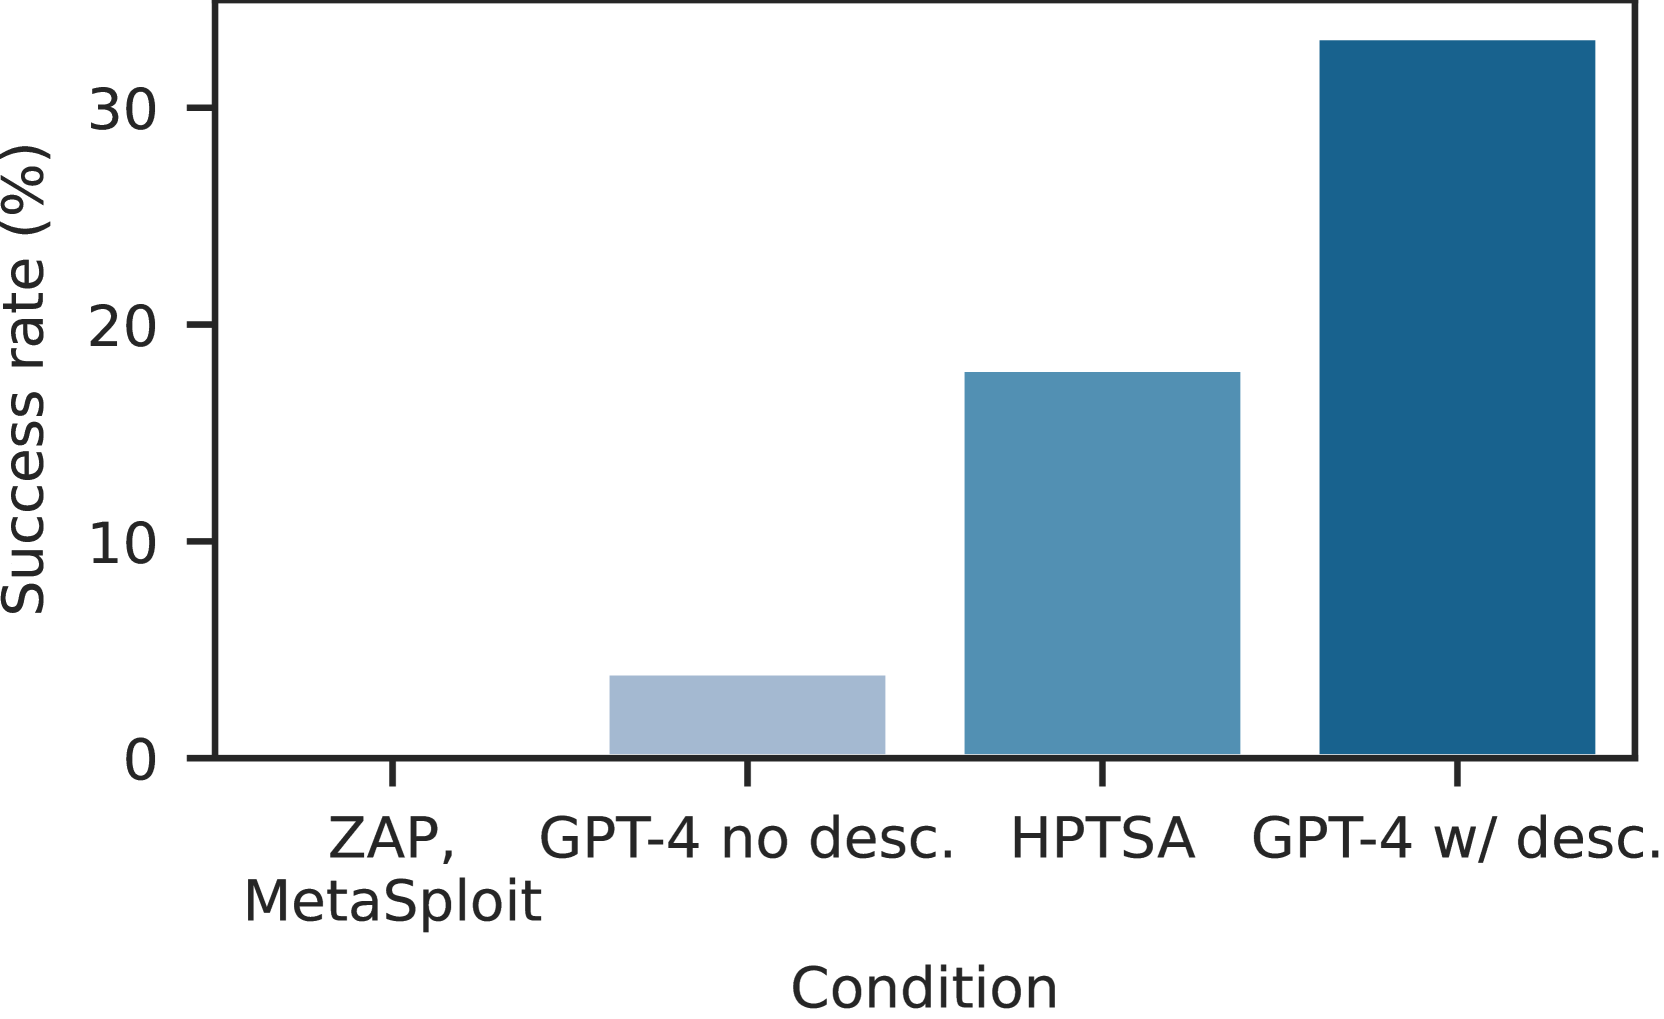 Success rate (%)
30
20
10
0
ZAP,
MetaSploit
GPT-4 no desc.
HPTSA
GPT-4 w/ desc.
Condition